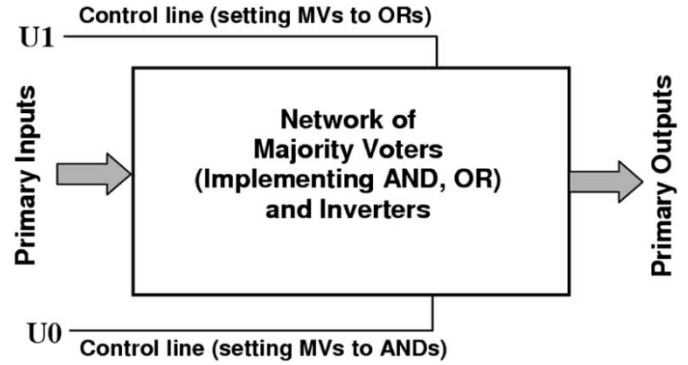 Control line (setting MVs to ORs)
U1
Primary Inputs
Network of
Majority Voters
(Implementing AND, OR)
and Inverters
Primary Outputs
U0
Control line (setting MVs to ANDs)